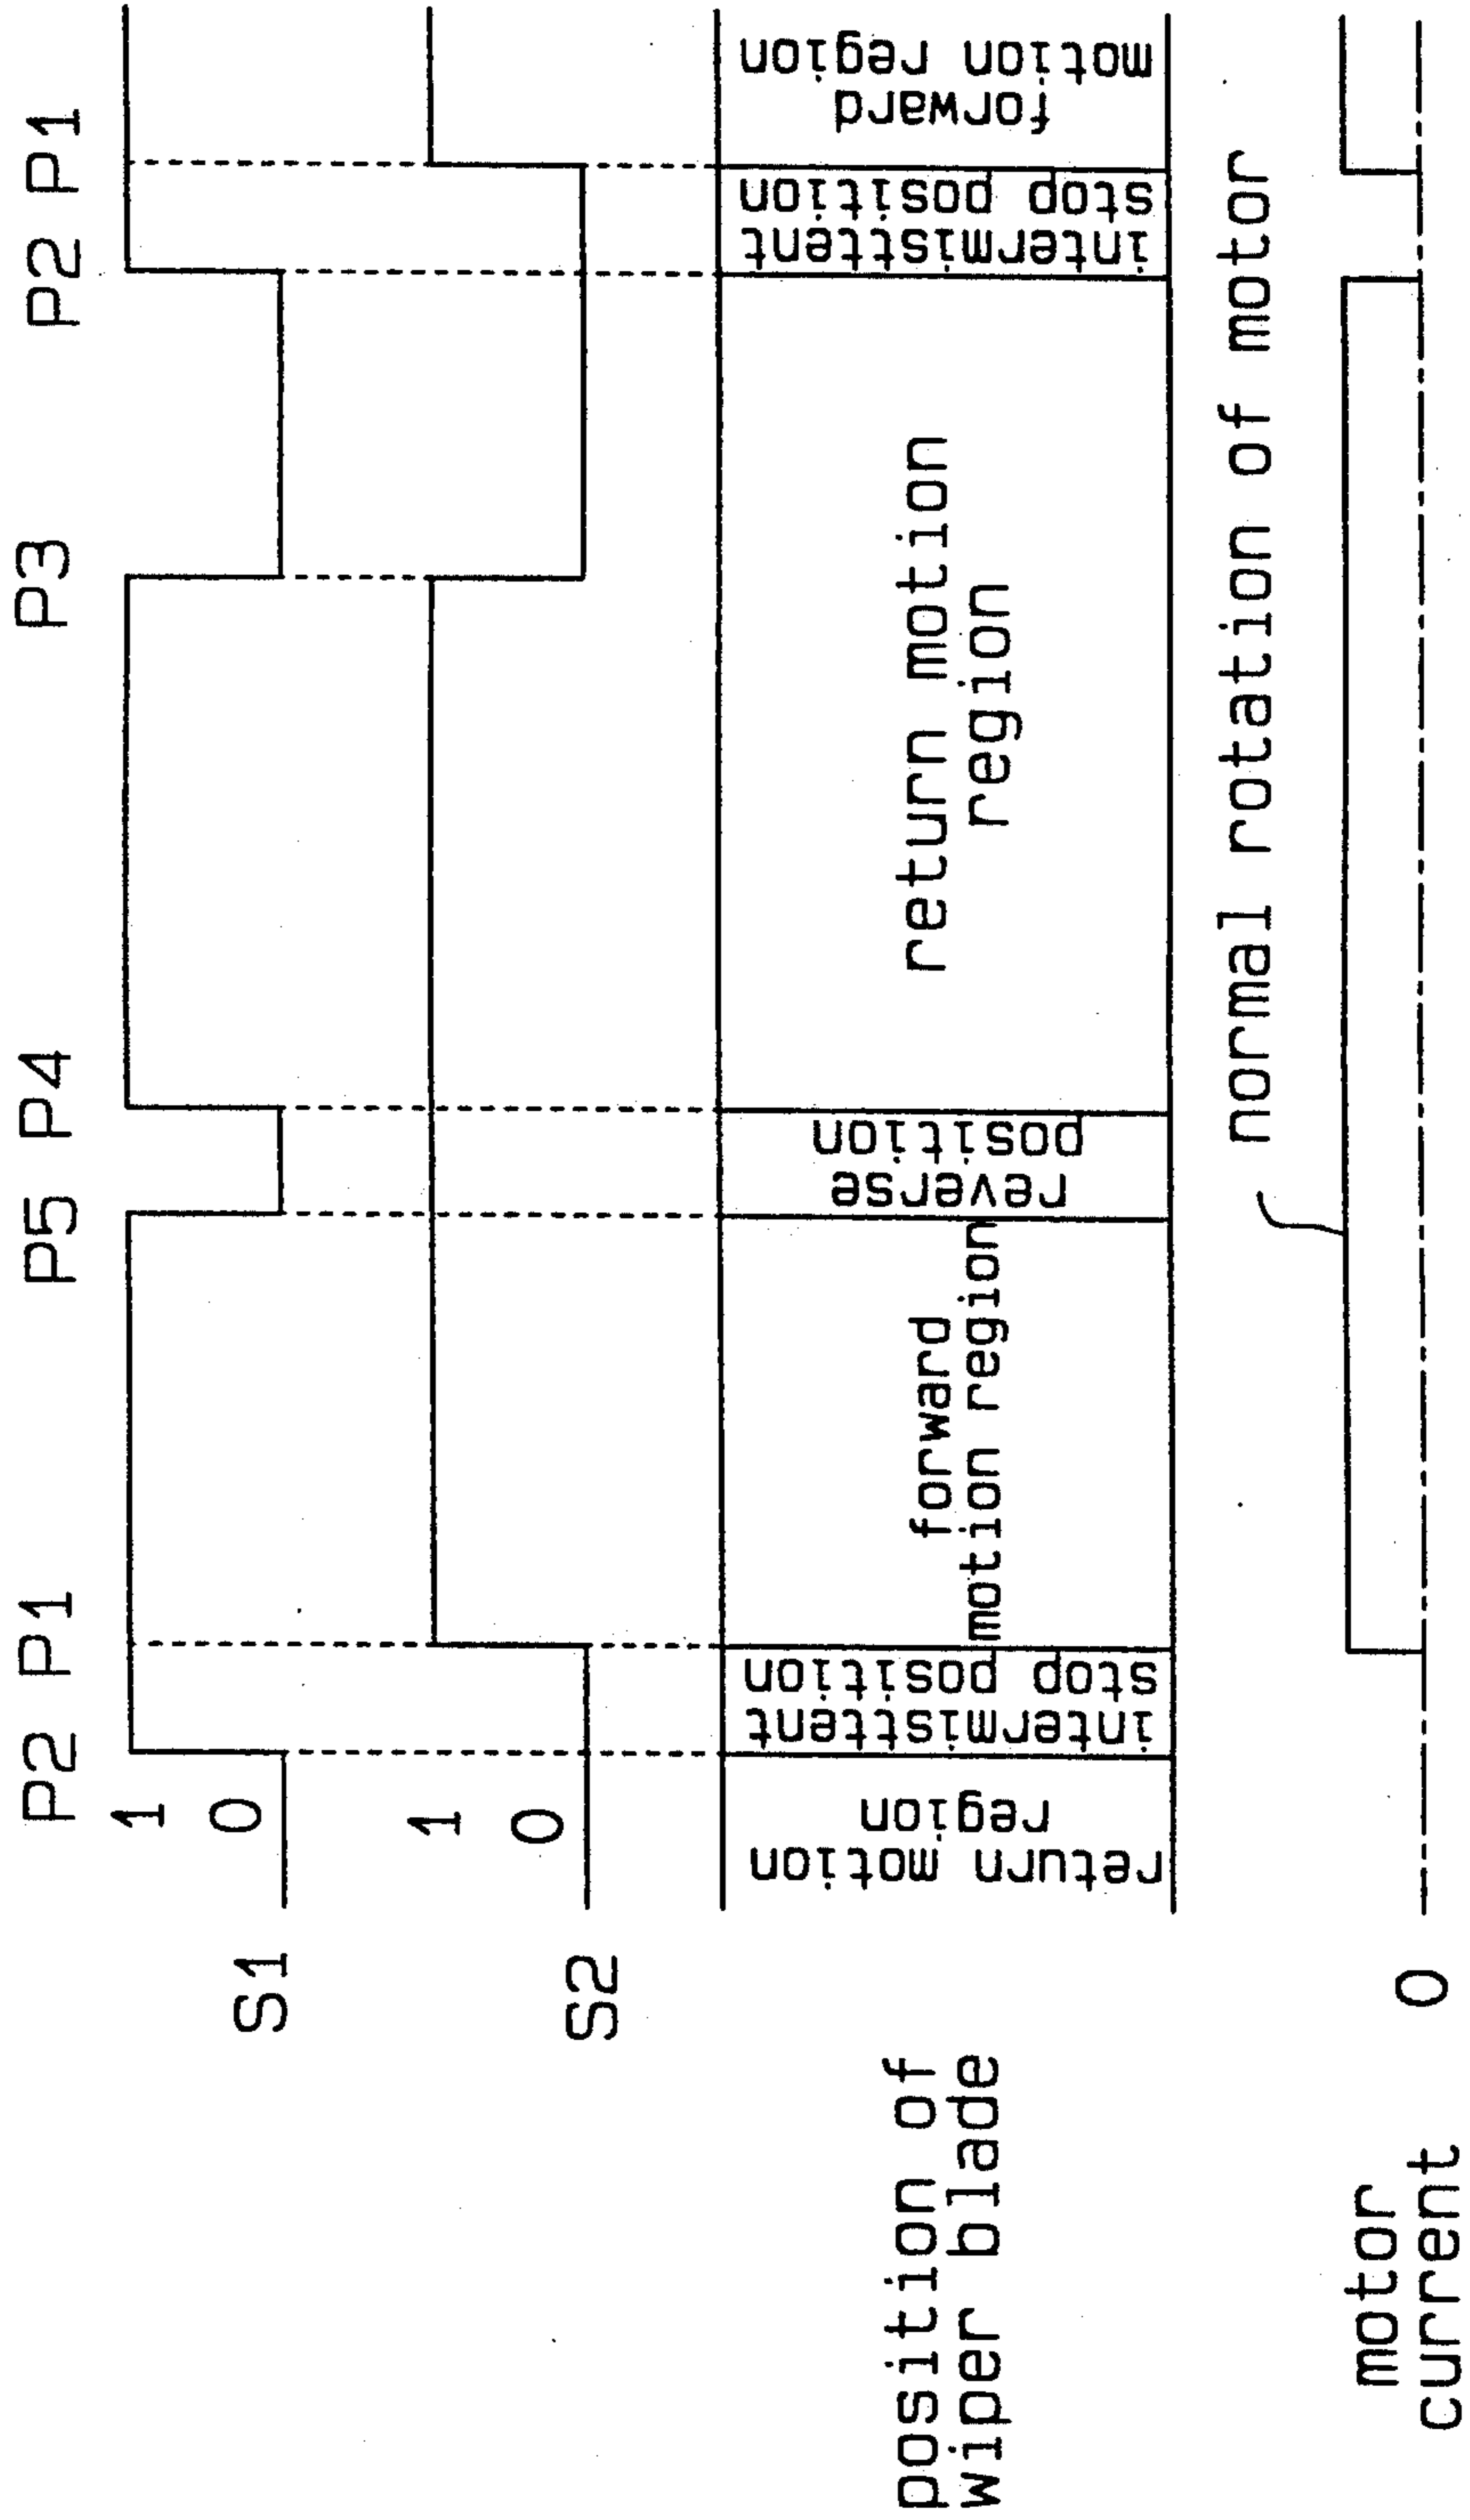 P2 P1 P5 P4 P3 P2 P1
1
0
S1
1
0
S2
position of
wiper blade
return motion
region
intermisttent
stop position
forward
motion region
reverse
position
return motion
region
intermisttent
stop position
forward
motion region
normal rotation of motor
motor
current
0